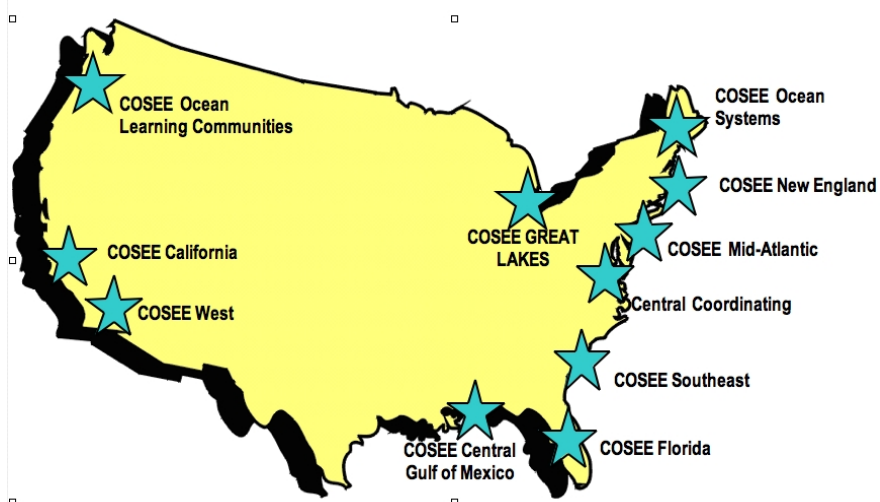 COSEE Ocean
Learning Communities
COSEE Ocean
Systems
COSEE New England
COSEE GREAT
LAKES
COSEE California
COSEE Mid-Atlantic
COSEE West
Central Coordinating
COSEE Southeast
COSEE Central
Gulf of Mexico
COSEE Florida